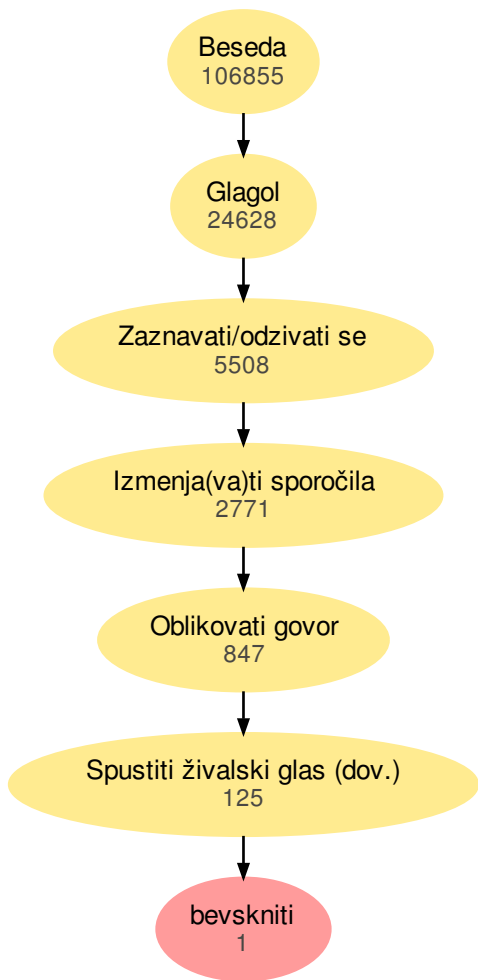 Beseda
106855
Glagol
24628
Zaznavati/odzivati se
5508
Izmenja(va)ti sporočila
2771
Oblikovati govor
847
Spustiti živalski glas (dov.)
125
bevskniti
1